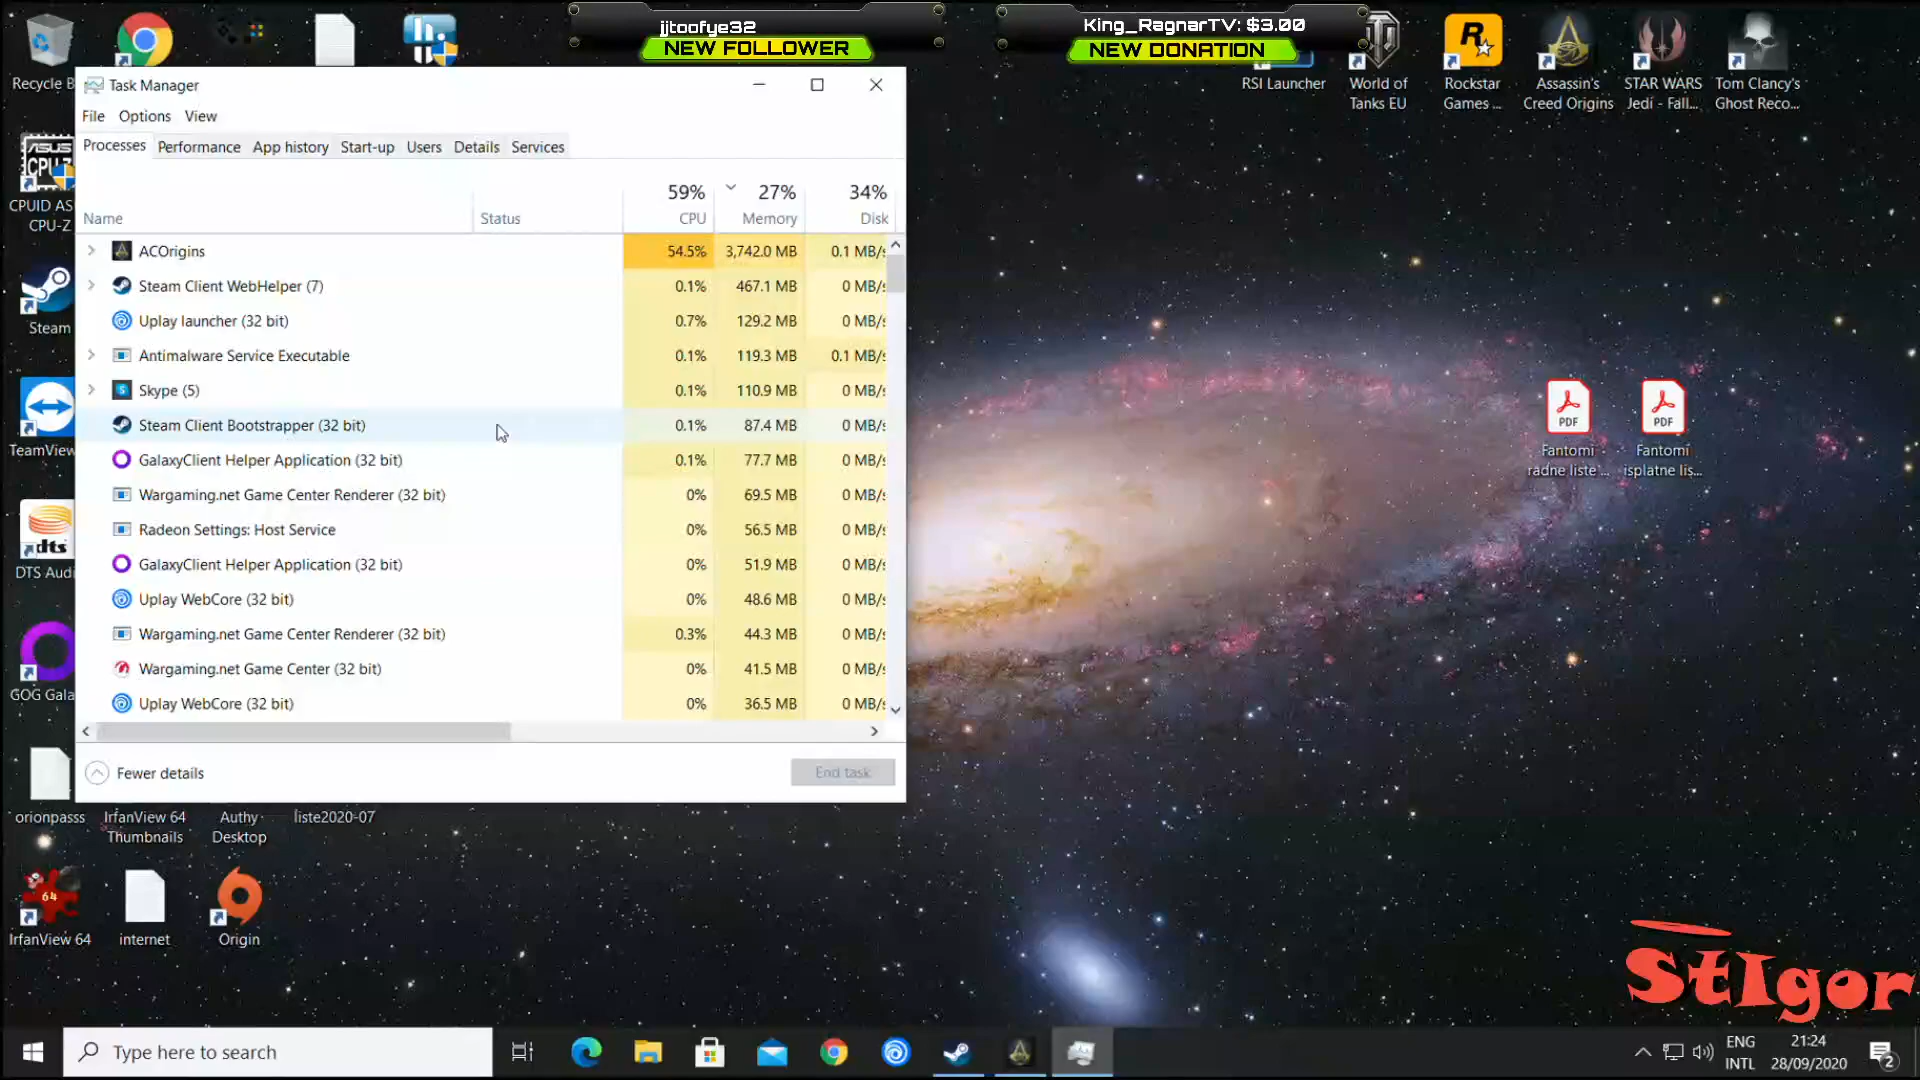 jjtoofye32
NEW FOLLOWER
King_RagnarTV: $3.00
NEW DONATION
Recycle B
RSI Launcher
World of
Tanks EU
Rockstar
Games ...
Assassin's
Creed Origins
STAR WARS
Jedi - Fall...
Tom Clancy's
Ghost Reco...
Task Manager
File Options View
Processes Performance App history Start-up Users Details Services
59% 27% 34%
Name Status CPU Memory Disk
ACOrigins 54.5% 3,742.0 MB 0.1 MB/s
Steam Client WebHelper (7) 0.1% 467.1 MB 0 MB/s
Uplay launcher (32 bit) 0.7% 129.2 MB 0 MB/s
Antimalware Service Executable 0.1% 119.3 MB 0.1 MB/s
Skype (5) 0.1% 110.9 MB 0 MB/s
Steam Client Bootstrapper (32 bit) 0.1% 87.4 MB 0 MB/s
GalaxyClient Helper Application (32 bit) 0.1% 77.7 MB 0 MB/s
Wargaming.net Game Center Renderer (32 bit) 0% 69.5 MB 0 MB/s
Radeon Settings: Host Service 0% 56.5 MB 0 MB/s
GalaxyClient Helper Application (32 bit) 0% 51.9 MB 0 MB/s
Uplay WebCore (32 bit) 0% 48.6 MB 0 MB/s
Wargaming.net Game Center Renderer (32 bit) 0.3% 44.3 MB 0 MB/s
Wargaming.net Game Center (32 bit) 0% 41.5 MB 0 MB/s
Uplay WebCore (32 bit) 0% 36.5 MB 0 MB/s
Fewer details
End task
ASUS
CPU-Z
CPUID AS
CPU-Z
Steam
TeamView
dts
DTS Audi
GOG Gala
PDF
Fantomi
radne liste ...
PDF
Fantomi
isplatne lis...
orionpasss
IrfanView 64
Thumbnails
Authy
Desktop
liste2020-07
64
IrfanView 64
internet
Origin
StIgor
Type here to search
ENG
INTL
21:24
28/09/2020
2